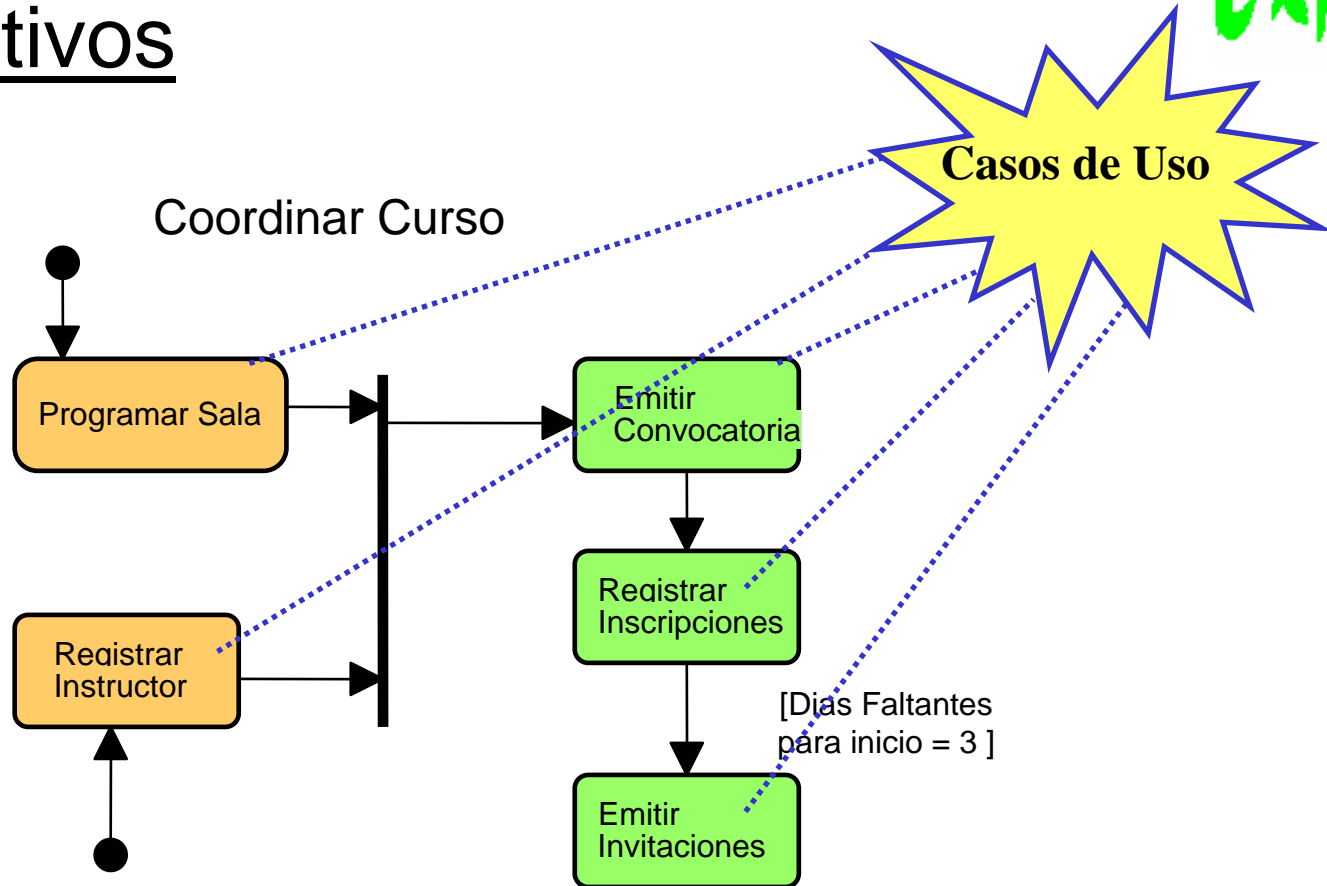 tivos
Casos de Uso
Coordinar Curso
Programar Sala
Emitir
Convocatoria
Registrar
Inscripciones
Registrar
Instructor
[Dias Faltantes
para inicio = 3 ]
Emitir
Invitaciones